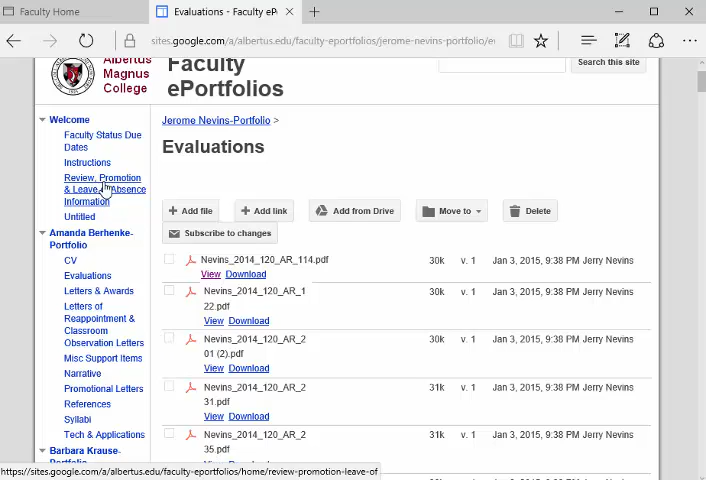 Faculty Home
Evaluations - Faculty eP
sites.google.com/a/albertus.edu/faculty-eportfolios/jerome-nevins-portfolio/ev
Albertus
Magnus
College
Faculty
ePortfolios
Search this site
Welcome
Faculty Status Due
Dates
Instructions
Review, Promotion
& Leave Absence
Information
Untitled
Amanda Berhenke-
Portfolio
CV
Evaluations
Letters & Awards
Letters of
Reappointment &
Classroom
Observation Letters
Misc Support Items
Narrative
Promotional Letters
References
Syllabi
Tech & Applications
Barbara Krause-
Portfolio
Jerome Nevins-Portfolio >
Evaluations
Add file
Add link
Add from Drive
Move to
Delete
Subscribe to changes
Nevins_2014_120_AR_114.pdf 30k v. 1 Jan 3, 2015, 9:38 PM Jerry Nevins
View Download
Nevins_2014_120_AR_1 30k v. 1 Jan 3, 2015, 9:38 PM Jerry Nevins
22.pdf
View Download
Nevins_2014_120_AR_2 30k v. 1 Jan 3, 2015, 9:38 PM Jerry Nevins
01 (2).pdf
View Download
Nevins_2014_120_AR_2 31k v. 1 Jan 3, 2015, 9:38 PM Jerry Nevins
31.pdf
View Download
Nevins_2014_120_AR_2 31k v. 1 Jan 3, 2015, 9:38 PM Jerry Nevins
35.pdf
https://sites.google.com/a/albertus.edu/faculty-eportfolios/home/review-promotion-leave-of